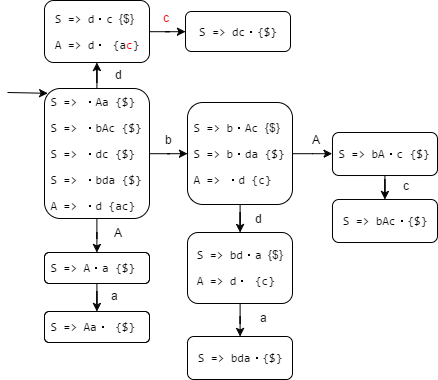 S => d · c {$}
A => d · {ac}
c
S => dc · {$}
d
S => · Aa {$}
S => · bAc {$}
S => · dc {$}
S => · bda {$}
A => · d {ac}
b
S => b · Ac {$}
S => b · da {$}
A => · d {c}
A
S => bA · c {$}
c
S => bAc · {$}
A
S => A · a {$}
a
S => Aa · {$}
d
S => bd · a {$}
A => d · {c}
a
S => bda · {$}